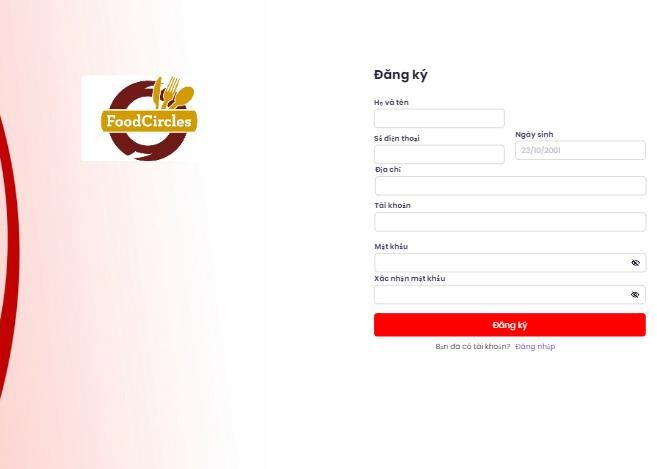 FoodCircles
Đăng ký
Họ và tên
Số điện thoại
Ngày sinh
23/10/2001
Địa chỉ
Tài khoản
Mật khẩu
Xác nhận mật khẩu
Đăng ký
Bạn đã có tài khoản? Đăng nhập